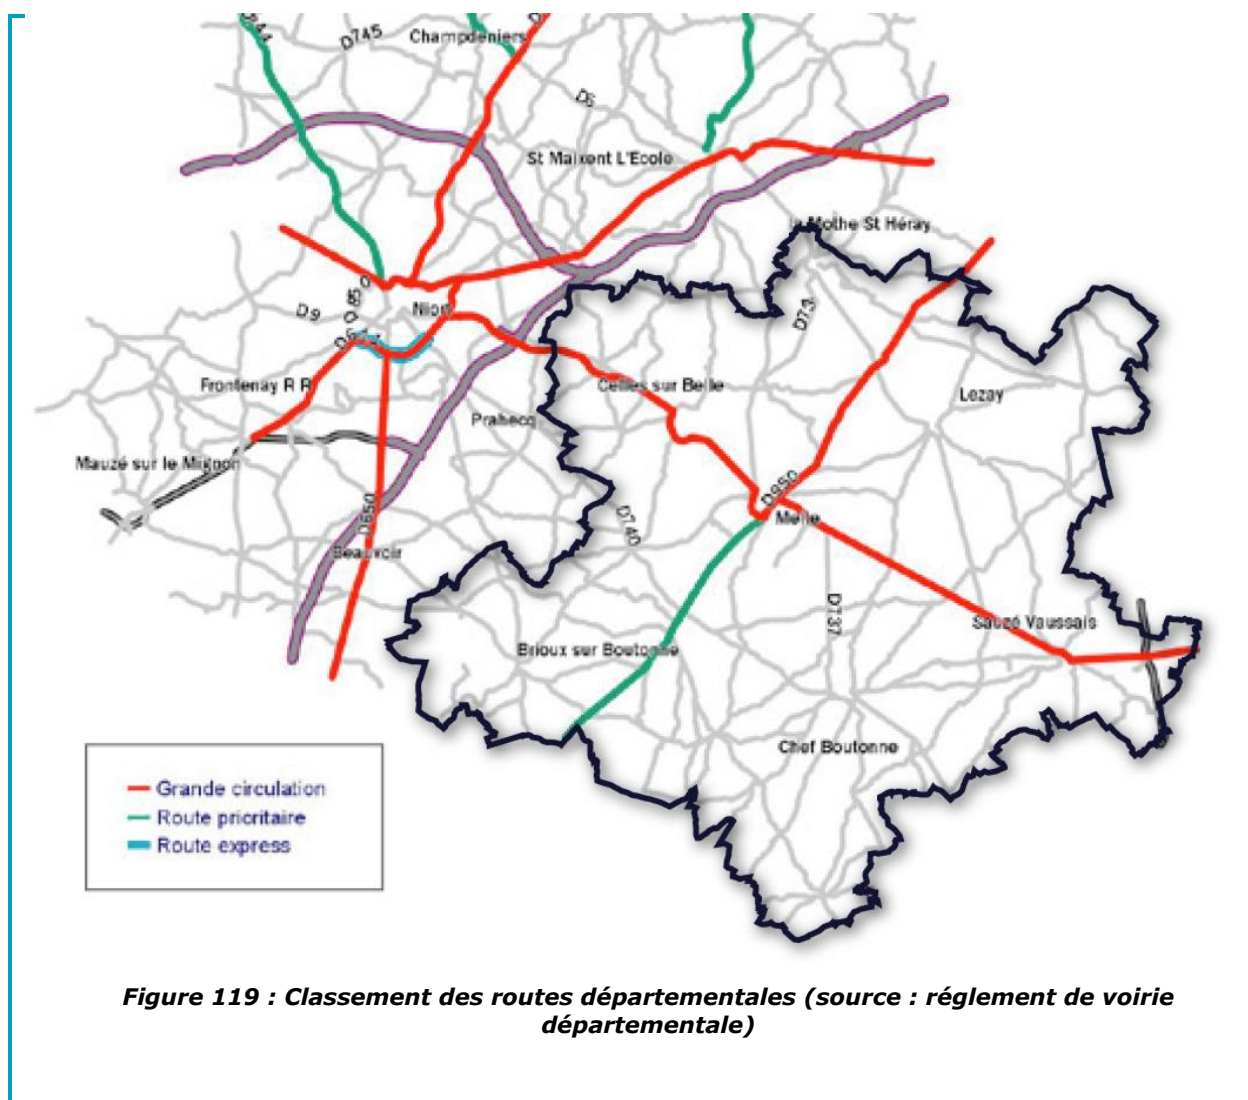 D744
D745
Champdeniers
D6
St Maixent L'Ecole
la Mothe St Héray
D9
Niort
D73
Frontenay R R
Celles sur Belle
Lezay
Prahecq
Mauzé sur le Mignon
D950
Melle
D650
D740
Beauvoir
D737
Sauzé Vaussais
Brioux sur Boutonne
Chef Boutonne
Grande circulation
Route prioritaire
Route express
Figure 119 : Classement des routes départementales (source : réglement de voirie
départementale)